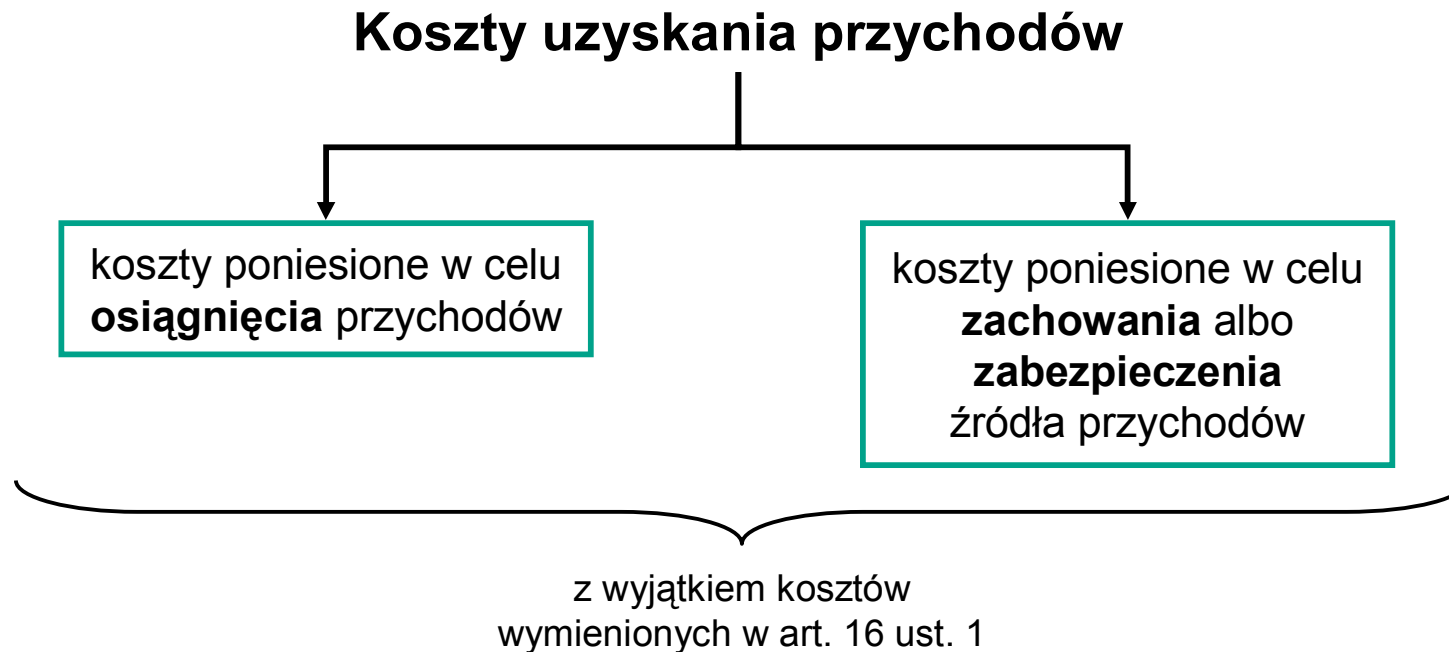 Koszty uzyskania przychodów
koszty poniesione w celu
osiągnięcia przychodów
koszty poniesione w celu
zachowania albo
zabezpieczenia
źródła przychodów
z wyjątkiem kosztów
wymienionych w art. 16 ust. 1